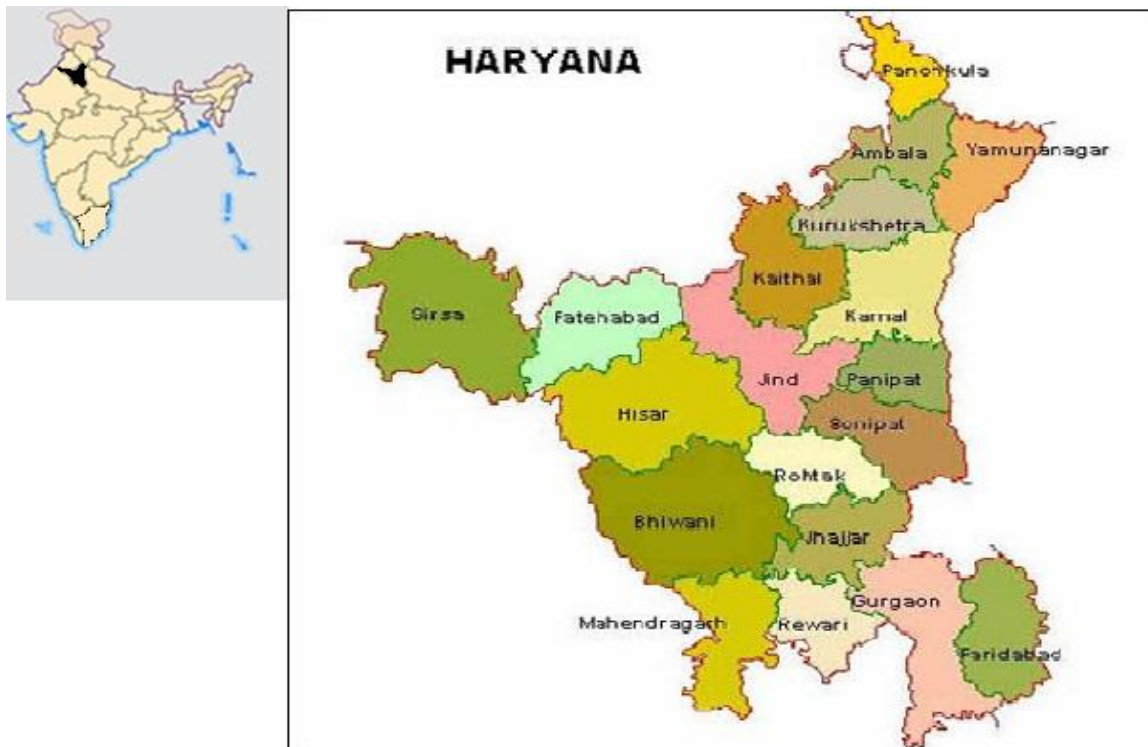 HARYANA
Panchkula
Ambala
Yamunanagar
Kurukshetra
Kaithal
Karnal
Sirsa
Fatehabad
Jind
Panipat
Hisar
Sonipat
Rohtak
Bhiwani
Jhajjar
Gurgaon
Mahendragarh
Rewari
Faridabad